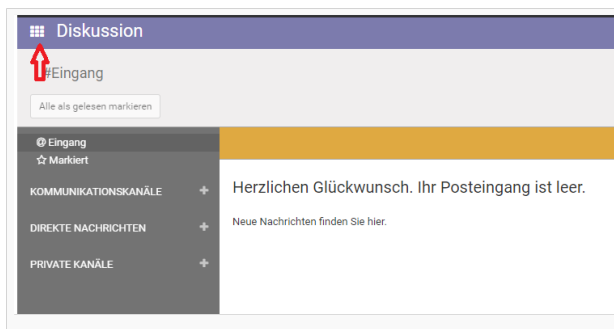 Diskussion
#Eingang
Alle als gelesen markieren
@ Eingang
Markiert
KOMMUNIKATIONSKANÄLE +
DIREKTE NACHRICHTEN +
PRIVATE KANÄLE +
Herzlichen Glückwunsch. Ihr Posteingang ist leer.
Neue Nachrichten finden Sie hier.